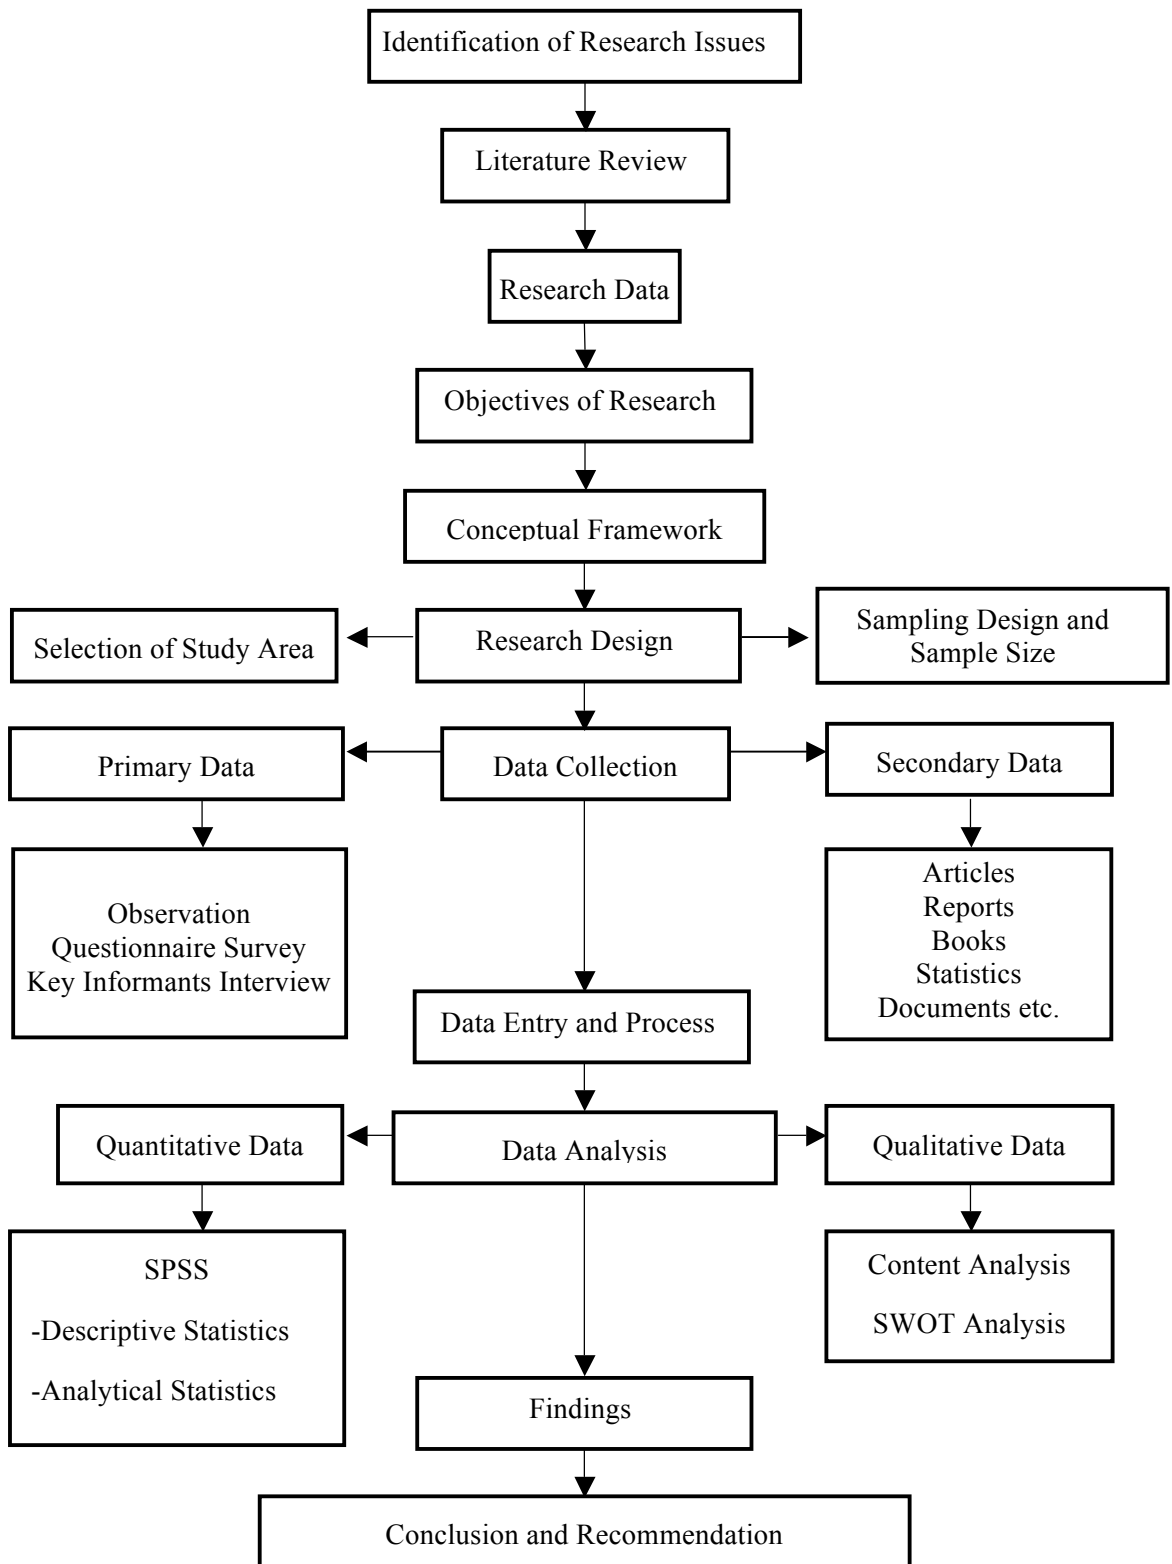 Identification of Research Issues
Literature Review
Research Data
Objectives of Research
Conceptual Framework
Selection of Study Area
Research Design
Sampling Design and
Sample Size
Primary Data
Data Collection
Secondary Data
Observation
Questionnaire Survey
Key Informants Interview
Articles
Reports
Books
Statistics
Documents etc.
Data Entry and Process
Quantitative Data
Data Analysis
Qualitative Data
SPSS
-Descriptive Statistics
-Analytical Statistics
Content Analysis
SWOT Analysis
Findings
Conclusion and Recommendation